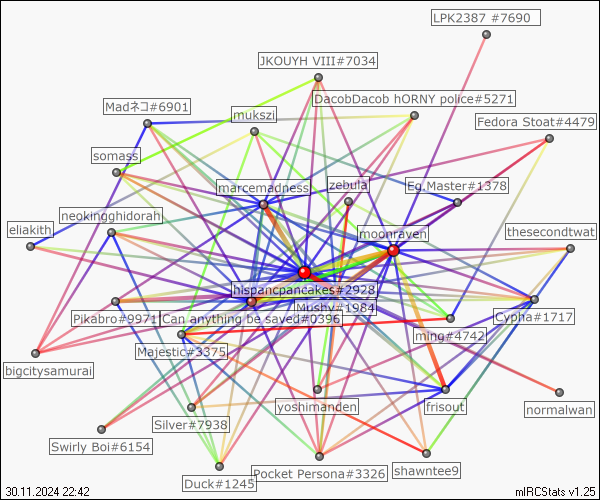 LPK2387 #7690
JKOUYH VIII#7034
DacobDacob hORNY police#5271
Madネコ#6901
mukszi
Fedora Stoat#4479
somass
marcemadness
zebula
Eg.Master#1378
neokingghidorah
eliakith
moonraven
thesecondtwat
hispancpancakes#2928
Mushy#1984
Pikabro#9971
Can anything be saved#0396
Cypha#1717
ming#4742
Majestic#3375
bigcitysamurai
yoshimanden
frisout
normalwan
Silver#7938
Swirly Boi#6154
Pocket Persona#3326
shawntee9
Duck#1245
30.11.2024 22:42
mIRCStats v1.25